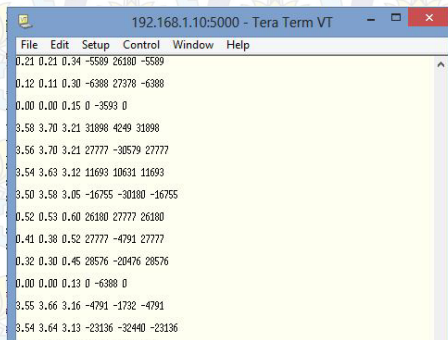 192.168.1.10:5000 - Tera Term VT
File Edit Setup Control Window Help
0.21 0.21 0.34 -5589 26180 -5589
0.12 0.11 0.30 -6388 27378 -6388
0.00 0.00 0.15 0 -3593 0
3.58 3.70 3.21 31898 4249 31898
3.56 3.70 3.21 27777 -30579 27777
3.54 3.63 3.12 11693 10631 11693
3.50 3.58 3.05 -16755 -30180 -16755
0.52 0.53 0.60 26180 27777 26180
0.41 0.38 0.52 27777 -4791 27777
0.32 0.30 0.45 28576 -20476 28576
0.00 0.00 0.13 0 -6388 0
3.55 3.66 3.16 -4791 -1732 -4791
3.54 3.64 3.13 -23136 -32440 -23136